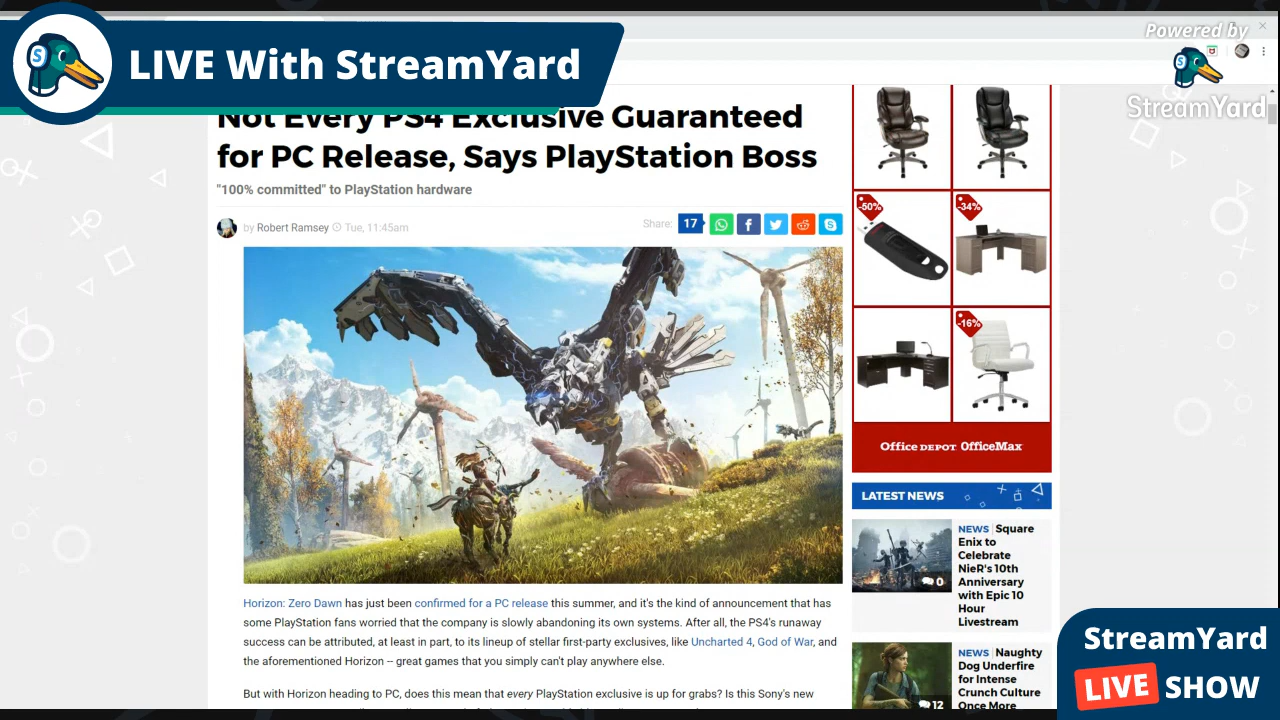 LIVE With StreamYard
Powered by
StreamYard
Not Every PS4 Exclusive Guaranteed
for PC Release, Says PlayStation Boss
"100% committed" to PlayStation hardware
by Robert Ramsey Tue, 11:45am
Share: 17
-50%
-34%
-16%
Office DEPOT OfficeMax
LATEST NEWS
NEWS | Square
Enix to
Celebrate
NieR's 10th
Anniversary
with Epic 10
Hour
Livestream
0
NEWS | Naughty
Dog Underfire
for Intense
Crunch Culture
Once More
12
Horizon: Zero Dawn has just been confirmed for a PC release this summer, and it's the kind of announcement that has
some PlayStation fans worried that the company is slowly abandoning its own systems. After all, the PS4's runaway
success can be attributed, at least in part, to its lineup of stellar first-party exclusives, like Uncharted 4, God of War, and
the aforementioned Horizon -- great games that you simply can't play anywhere else.
But with Horizon heading to PC, does this mean that every PlayStation exclusive is up for grabs? Is this Sony's new
StreamYard
LIVE SHOW